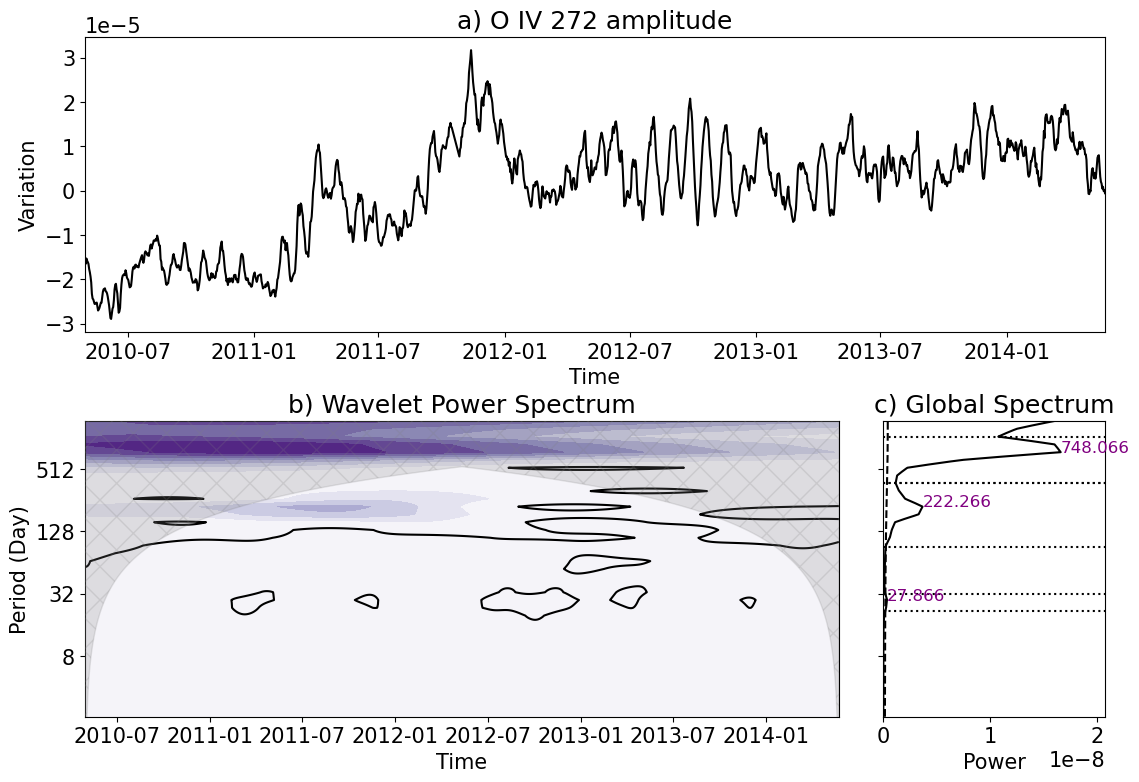 a) O IV 272 amplitude
1e−5
3
2
1
0
−1
−2
−3
Variation
2010-07 2011-01 2011-07 2012-01 2012-07 2013-01 2013-07 2014-01
Time
b) Wavelet Power Spectrum
512
128
32
8
Period (Day)
2010-07 2011-01 2011-07 2012-01 2012-07 2013-01 2013-07 2014-01
Time
c) Global Spectrum
748.066
222.266
27.866
0 1 2
Power 1e−8